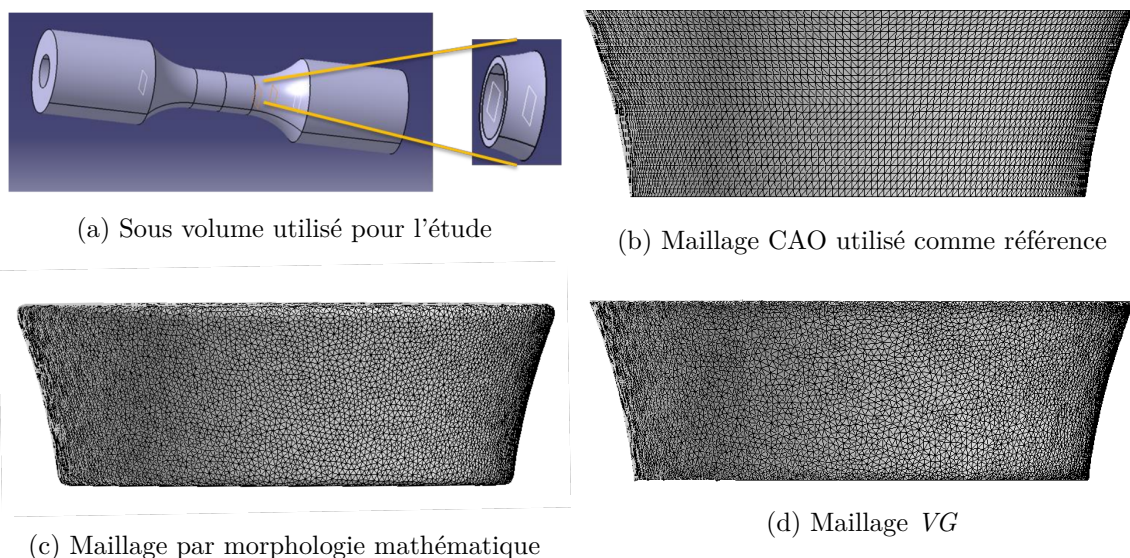 (a) Sous volume utilisé pour l'étude
(b) Maillage CAO utilisé comme référence
(c) Maillage par morphologie mathématique
(d) Maillage VG